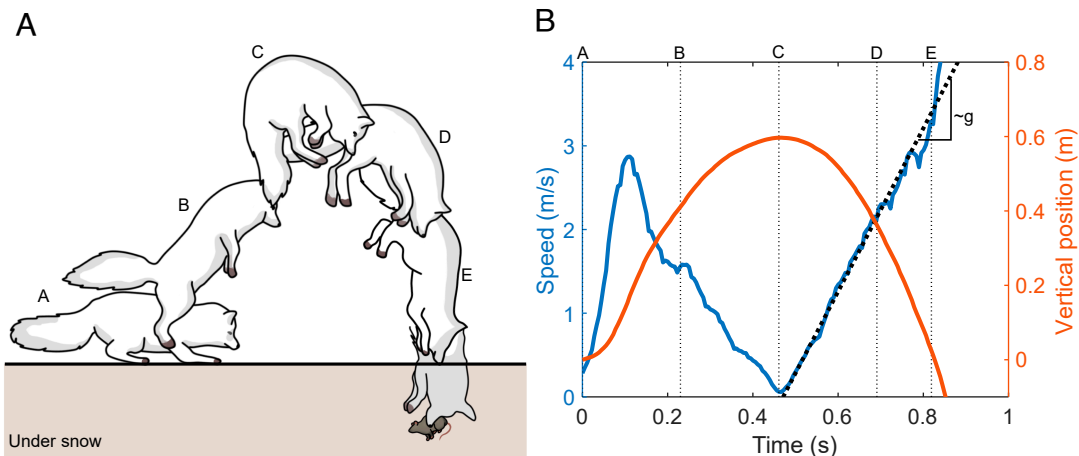 A
C
D
B
E
A
Under snow
B
A B C D E
4
3
2
1
0
Speed (m/s)
0 0.2 0.4 0.6 0.8 1
Time (s)
0.8
0.6
0.4
0.2
0
Vertical position (m)
~g